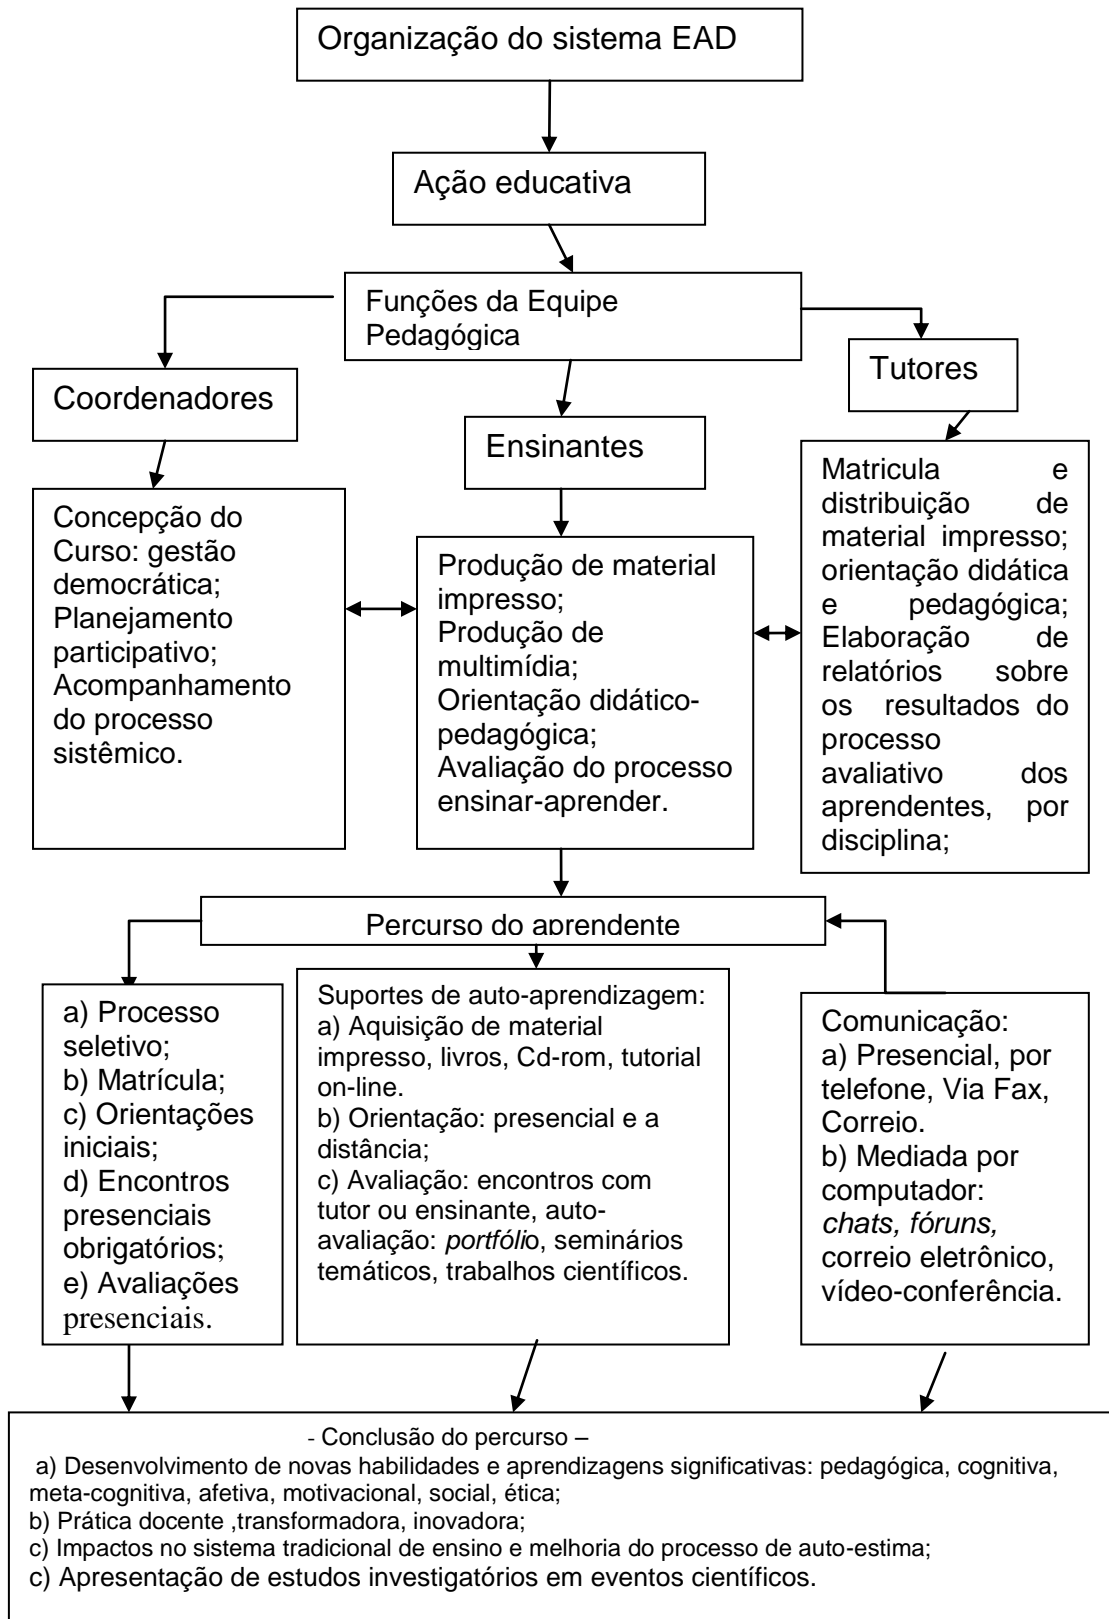 Organização do sistema EAD
Ação educativa
Funções da Equipe
Pedagógica
Coordenadores
Ensinantes
Tutores
Concepção do
Curso: gestão
democrática;
Planejamento
participativo;
Acompanhamento
do processo
sistêmico.
Produção de material
impresso;
Produção de
multimídia;
Orientação didático-
pedagógica;
Avaliação do processo
ensinar-aprender.
Matricula e
distribuição de
material impresso;
orientação didática
e pedagógica;
Elaboração de
relatórios sobre
os resultados do
processo
avaliativo dos
aprendentes, por
disciplina;
Percurso do aprendente
a) Processo
seletivo;
b) Matrícula;
c) Orientações
iniciais;
d) Encontros
presenciais
obrigatórios;
e) Avaliações
presenciais.
Suportes de auto-aprendizagem:
a) Aquisição de material
impresso, livros, Cd-rom, tutorial
on-line.
b) Orientação: presencial e a
distância;
c) Avaliação: encontros com
tutor ou ensinante, auto-
avaliação: portfólio, seminários
temáticos, trabalhos científicos.
Comunicação:
a) Presencial, por
telefone, Via Fax,
Correio.
b) Mediada por
computador:
chats, fóruns,
correio eletrônico,
vídeo-conferência.
- Conclusão do percurso –
a) Desenvolvimento de novas habilidades e aprendizagens significativas: pedagógica, cognitiva,
meta-cognitiva, afetiva, motivacional, social, ética;
b) Prática docente ,transformadora, inovadora;
c) Impactos no sistema tradicional de ensino e melhoria do processo de auto-estima;
c) Apresentação de estudos investigatórios em eventos científicos.